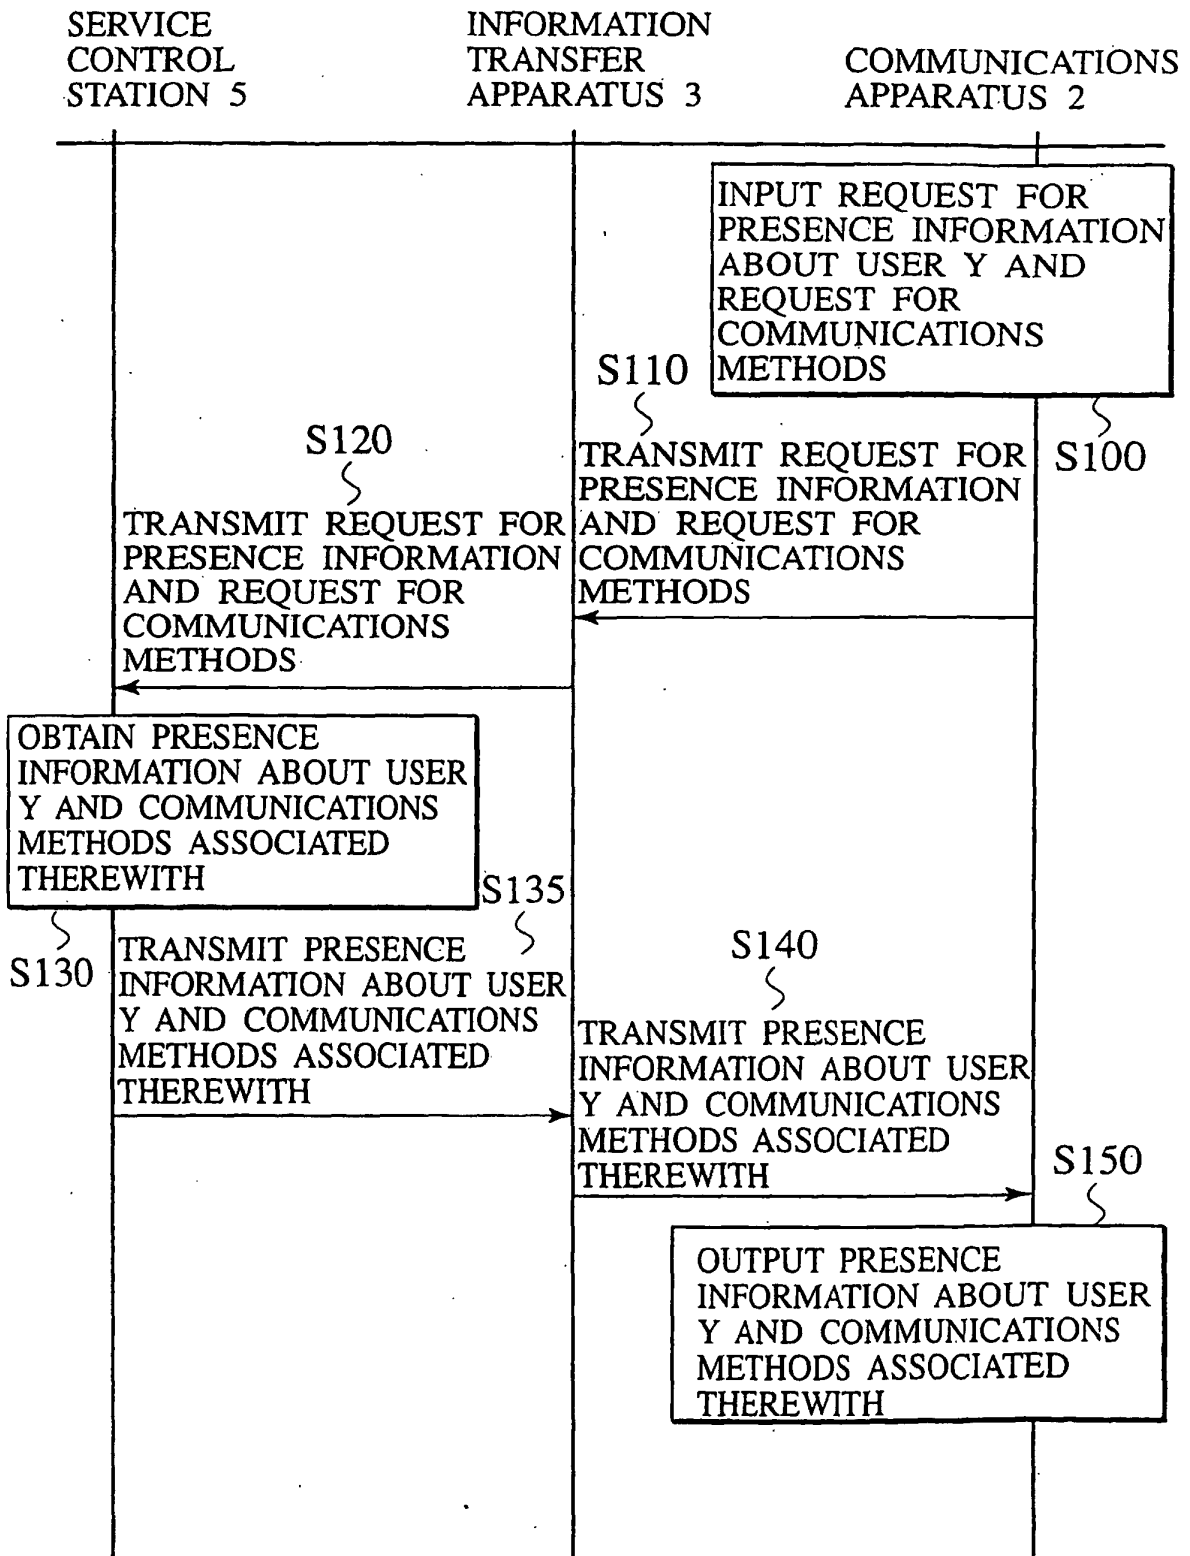 SERVICE
CONTROL
STATION 5
INFORMATION
TRANSFER
APPARATUS 3
COMMUNICATIONS
APPARATUS 2
INPUT REQUEST FOR
PRESENCE INFORMATION
ABOUT USER Y AND
REQUEST FOR
COMMUNICATIONS
METHODS
S100
S110
TRANSMIT REQUEST FOR
PRESENCE INFORMATION
AND REQUEST FOR
COMMUNICATIONS
METHODS
S120
TRANSMIT REQUEST FOR
PRESENCE INFORMATION
AND REQUEST FOR
COMMUNICATIONS
METHODS
OBTAIN PRESENCE
INFORMATION ABOUT USER
Y AND COMMUNICATIONS
METHODS ASSOCIATED
THEREWITH
S130
S135
TRANSMIT PRESENCE
INFORMATION ABOUT USER
Y AND COMMUNICATIONS
METHODS ASSOCIATED
THEREWITH
S140
TRANSMIT PRESENCE
INFORMATION ABOUT USER
Y AND COMMUNICATIONS
METHODS ASSOCIATED
THEREWITH
S150
OUTPUT PRESENCE
INFORMATION ABOUT USER
Y AND COMMUNICATIONS
METHODS ASSOCIATED
THEREWITH